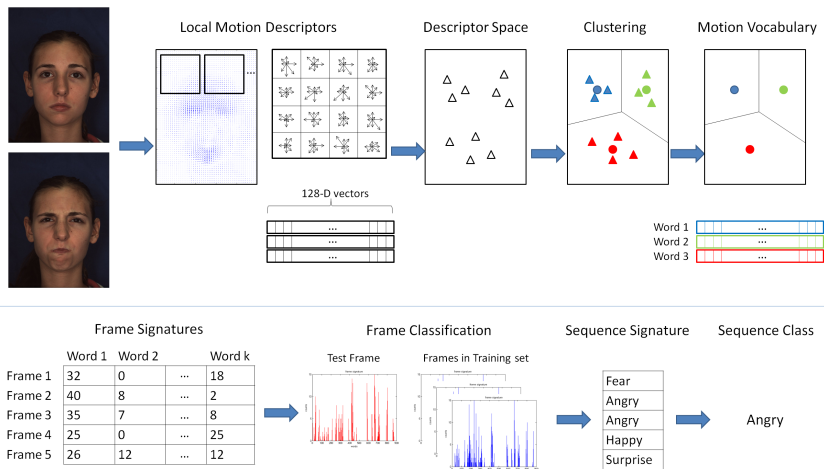 Local Motion Descriptors
Descriptor Space
Clustering
Motion Vocabulary
...
128-D vectors
...
...
...
Word 1 ...
Word 2 ...
Word 3 ...
Frame Signatures
Frame Classification
Sequence Signature
Sequence Class
Word 1 Word 2 Word k
Frame 1 32 0 ... 18
Frame 2 40 8 ... 2
Frame 3 35 7 ... 8
Frame 4 25 0 ... 25
Frame 5 26 12 ... 12
Test Frame
Frames in Training set
Fear
Angry
Angry
Happy
Surprise
Angry